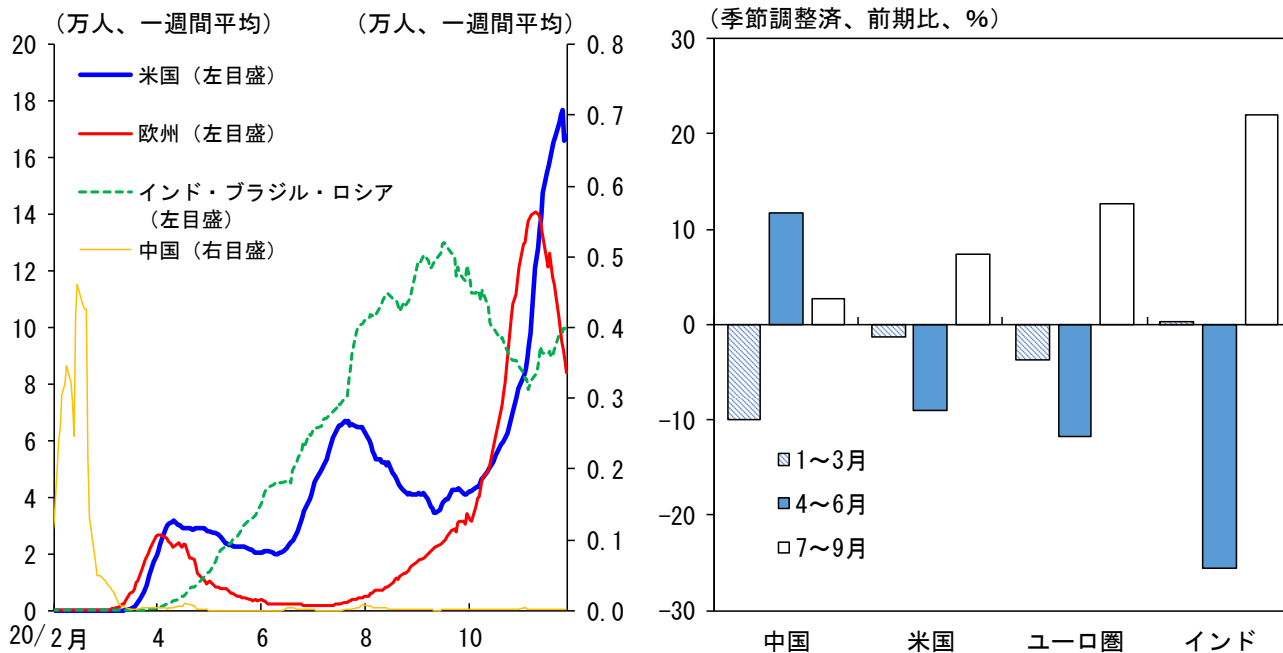 （万人、一週間平均）
（万人、一週間平均）
20
18
16
14
12
10
8
6
4
2
0
米国（左目盛）
欧州（左目盛）
インド・ブラジル・ロシア
（左目盛）
中国（右目盛）
0.8
0.7
0.6
0.5
0.4
0.3
0.2
0.1
0.0
20/2月 4 6 8 10
（季節調整済、前期比、%）
30
20
10
0
-10
-20
-30
1～3月
4～6月
7～9月
中国 米国 ユーロ圏 インド